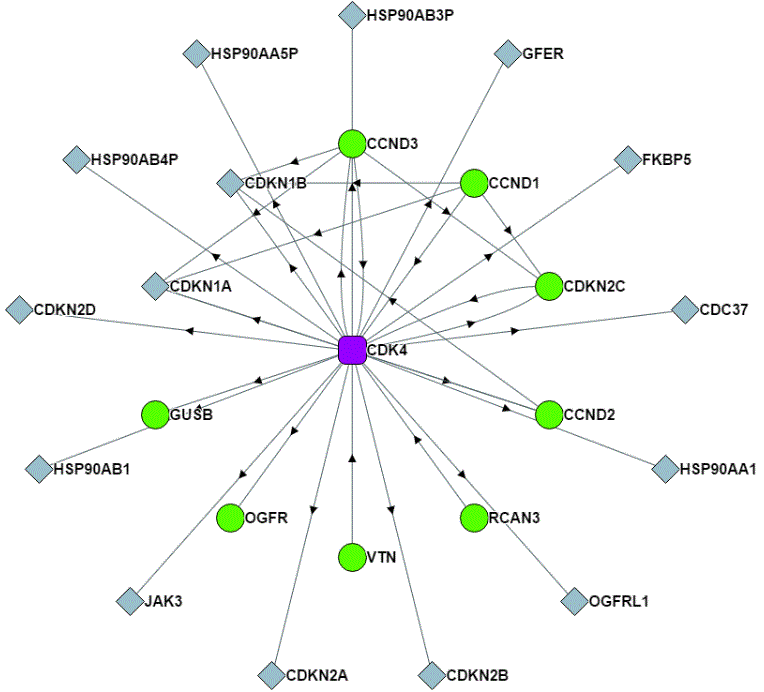 HSP90AB3P
HSP90AA5P
GFER
CCND3
HSP90AB4P
FKBP5
CDKN1B
CCND1
CDKN1A
CDKN2C
CDKN2D
CDC37
CDK4
GUSB
CCND2
HSP90AB1
HSP90AA1
OGFR
RCAN3
VTN
JAK3
OGFRL1
CDKN2A
CDKN2B